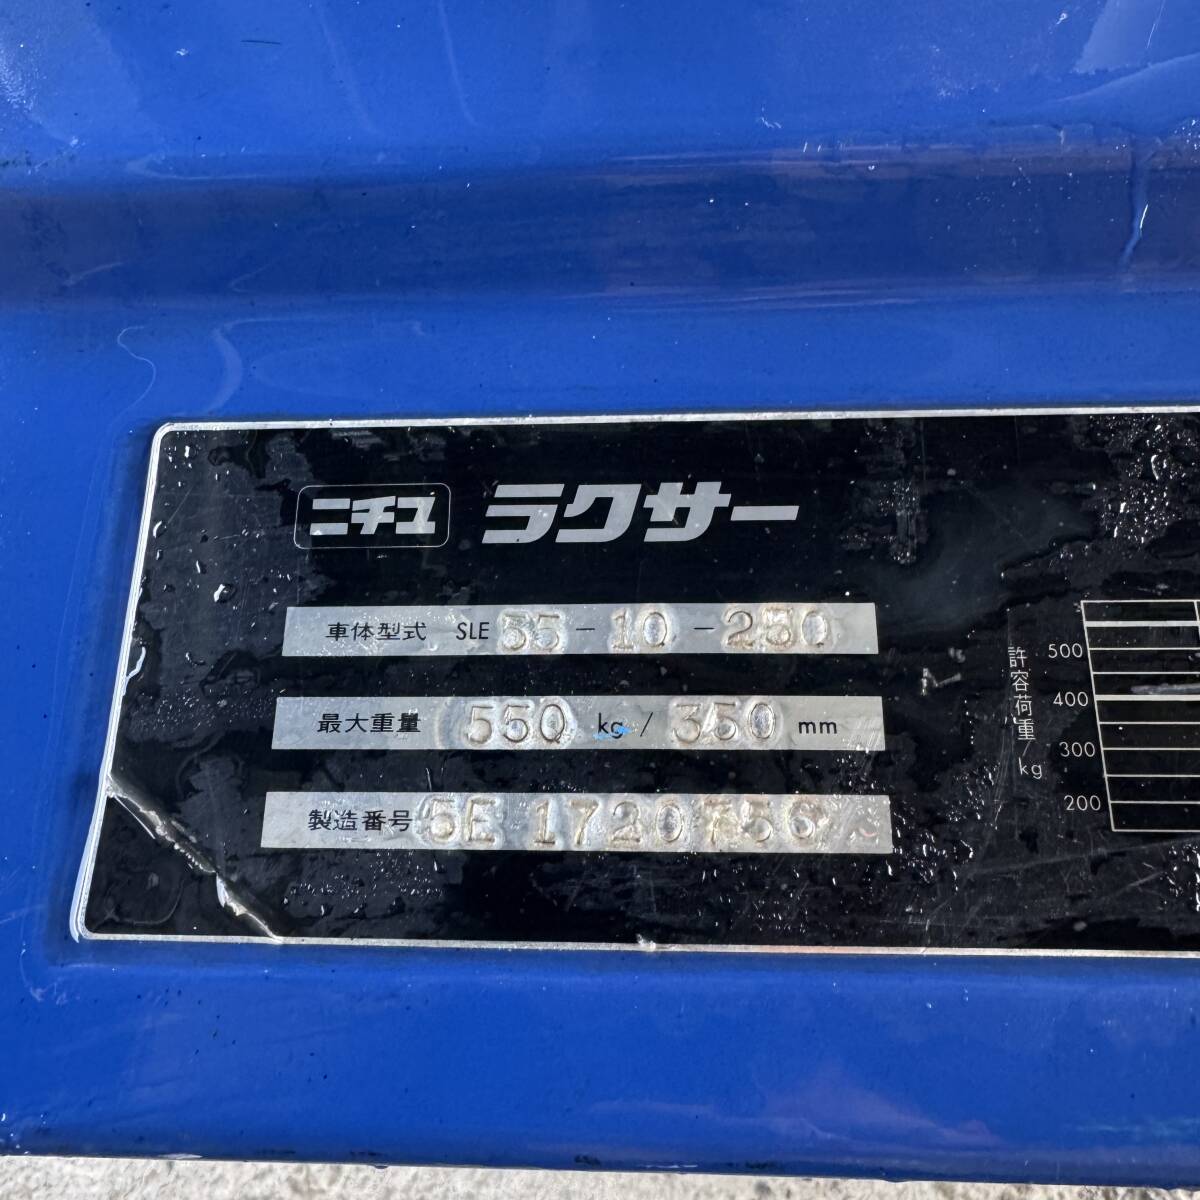 ニチユ ラクサー
車体型式 SLE 55-10-250
最大重量 550 kg / 350 mm
製造番号 5E 1720756
許容荷重/kg
500
400
300
200